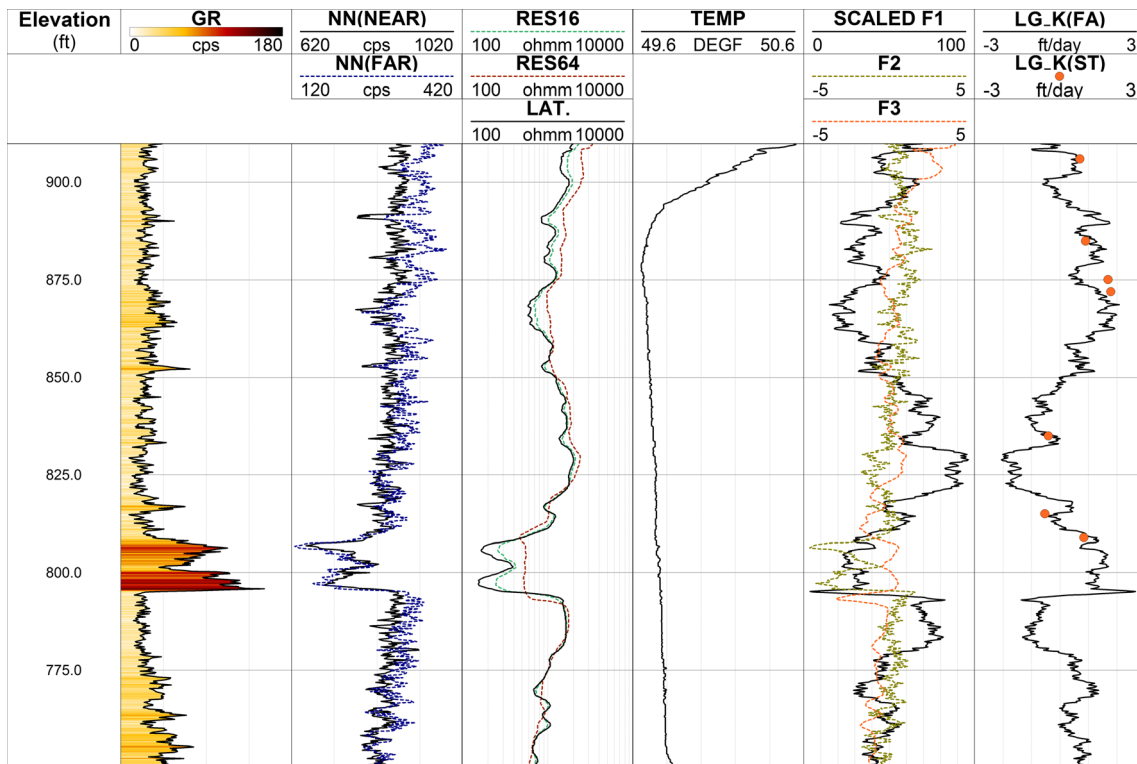 Elevation GR NN(NEAR) RES16 TEMP SCALED F1 LG_K(FA)
(ft) 0 cps 180 620 cps 1020 100 ohmm 10000 49.6 DEGF 50.6 0 100 -3 ft/day 3
NN(FAR) RES64 F2 LG_K(ST)
120 cps 420 100 ohmm 10000 -5 5 -3 ft/day 3
LAT. F3
100 ohmm 10000 -5 5
900.0
875.0
850.0
825.0
800.0
775.0